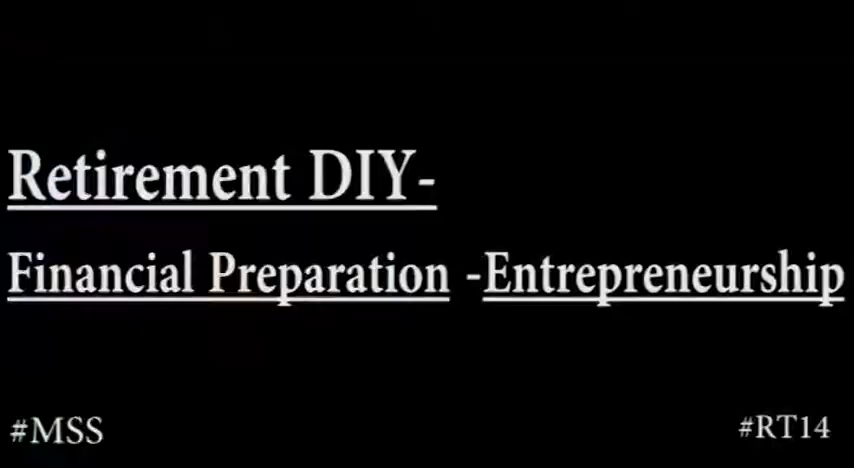 Retirement DIY-
Financial Preparation -Entrepreneurship
#MSS
#RT14